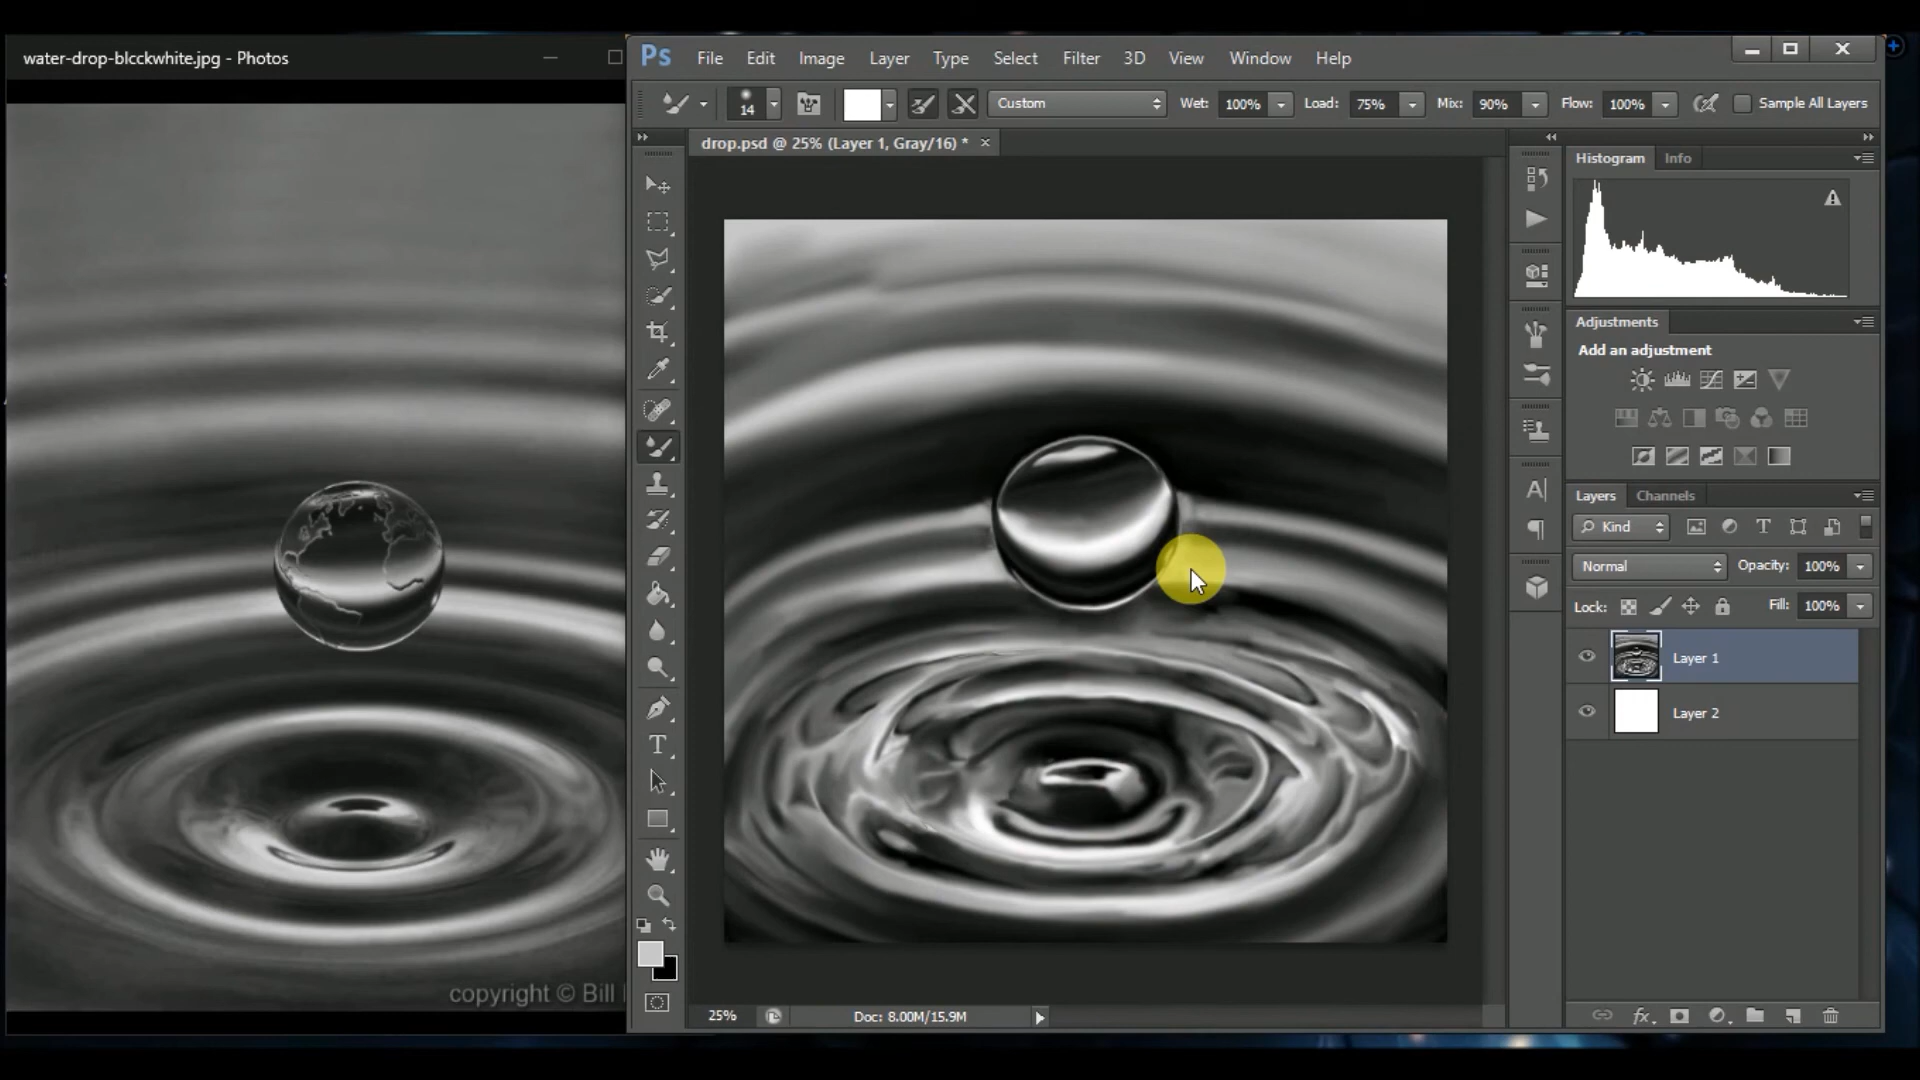 water-drop-blcckwhite.jpg - Photos
Ps File Edit Image Layer Type Select Filter 3D View Window Help
14 Custom Wet: 100% Load: 75% Mix: 90% Flow: 100% Sample All Layers
drop.psd @ 25% (Layer 1, Gray/16) * ×
Histogram Info
Adjustments
Add an adjustment
Layers Channels
Kind
Normal Opacity: 100%
Lock: Fill: 100%
Layer 1
Layer 2
copyright © Bill
25% Doc: 8.00M/15.9M